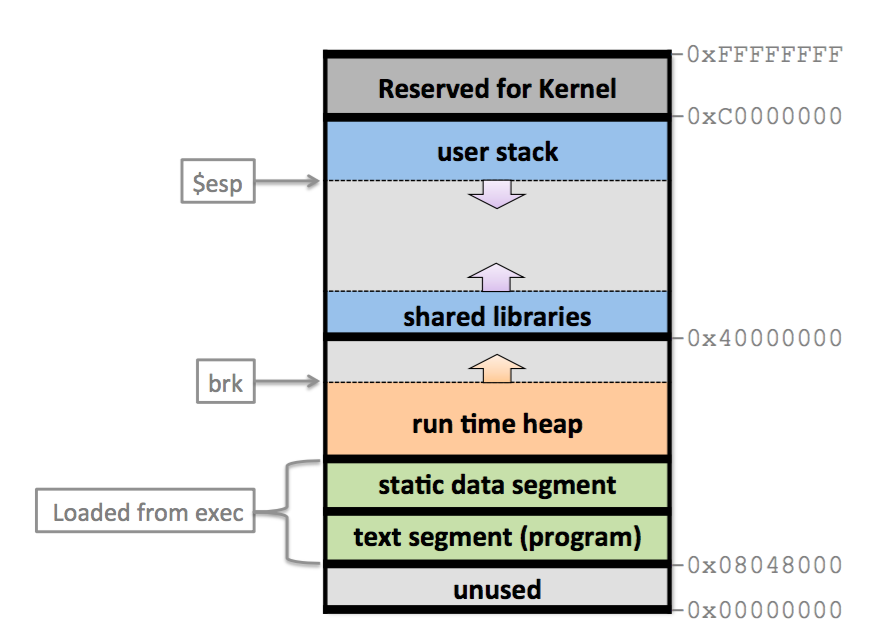 0xFFFFFFFF
Reserved for Kernel
0xC0000000
user stack
$esp
shared libraries
0x40000000
brk
run time heap
static data segment
Loaded from exec
text segment (program)
0x08048000
unused
0x00000000